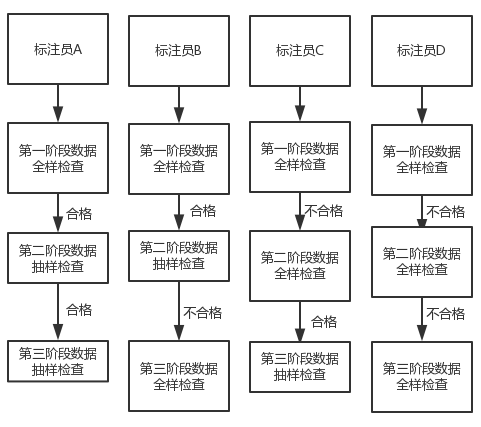 标注员A
标注员B
标注员C
标注员D
第一阶段数据
全样检查
第一阶段数据
全样检查
第一阶段数据
全样检查
第一阶段数据
全样检查
合格
合格
不合格
不合格
第二阶段数据
抽样检查
第二阶段数据
抽样检查
第二阶段数据
全样检查
第二阶段数据
全样检查
合格
不合格
合格
不合格
第三阶段数据
抽样检查
第三阶段数据
全样检查
第三阶段数据
抽样检查
第三阶段数据
全样检查